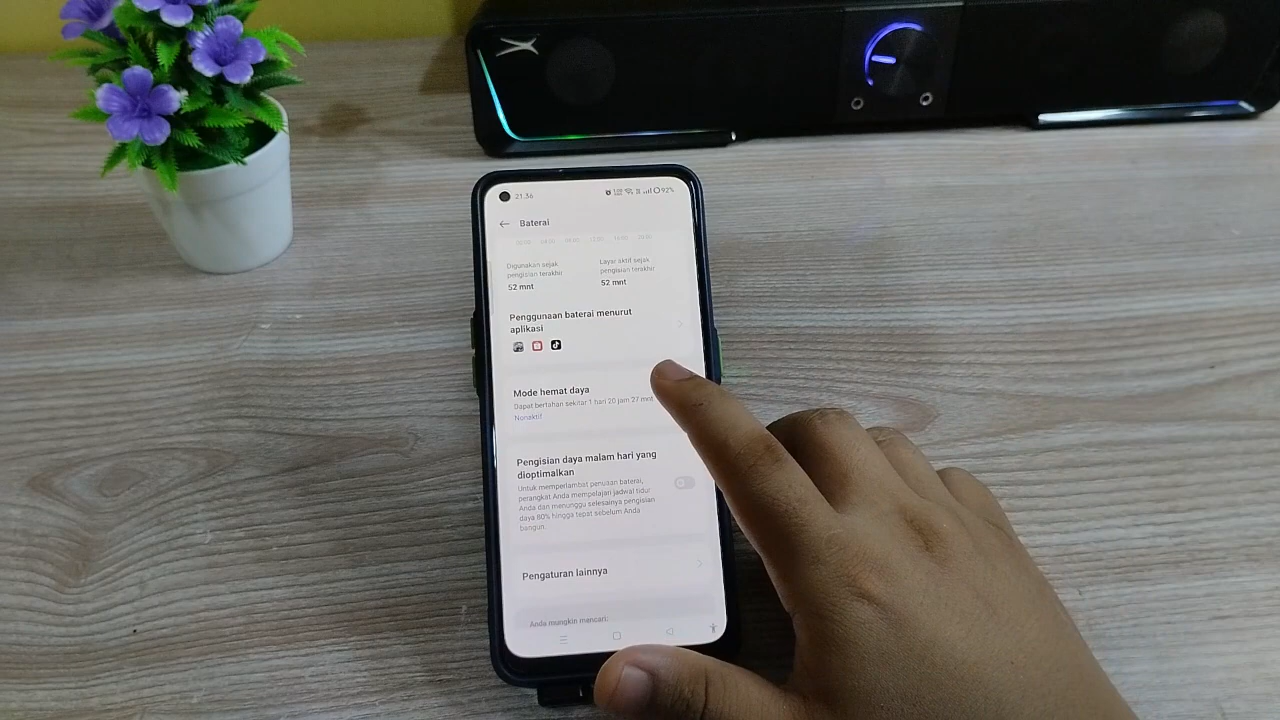 21.36
92%
Baterai
Digunakan sejak
pengisian terakhir
52 mnt
Layar aktif sejak
pengisian terakhir
52 mnt
Penggunaan baterai menurut
aplikasi
Mode hemat daya
Dapat bertahan sekitar 1 hari 20 jam 27 mnt
Nonaktif
Pengisian daya malam hari yang
dioptimalkan
Untuk memperlambat penuaan baterai,
perangkat Anda mempelajari jadwal tidur
Anda dan menunggu selesainya pengisian
daya 80% hingga tepat sebelum Anda
bangun.
Pengaturan lainnya
Anda mungkin mencari: